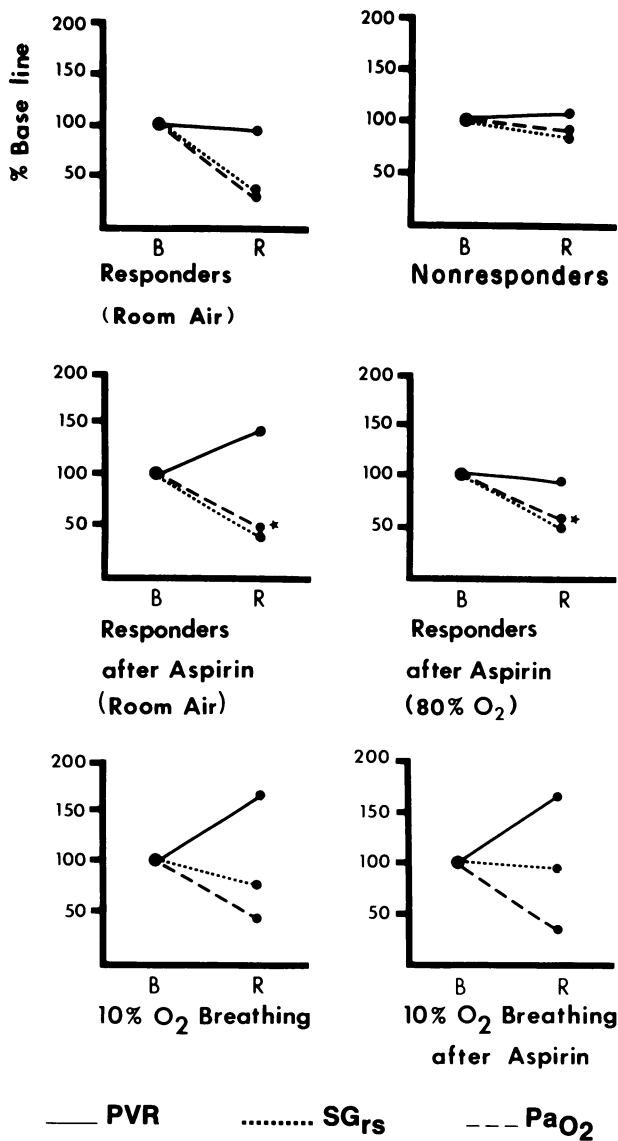 % Base line
200
150
100
50
B R
Responders
(Room Air)
200
150
100
50
B R
Nonresponders
200
150
100
50
B R
Responders
after Aspirin
(Room Air)
200
150
100
50
B R
Responders
after Aspirin
(80% O₂)
200
150
100
50
B R
10% O₂ Breathing
200
150
100
50
B R
10% O₂ Breathing
after Aspirin
PVR SGrs PaO₂